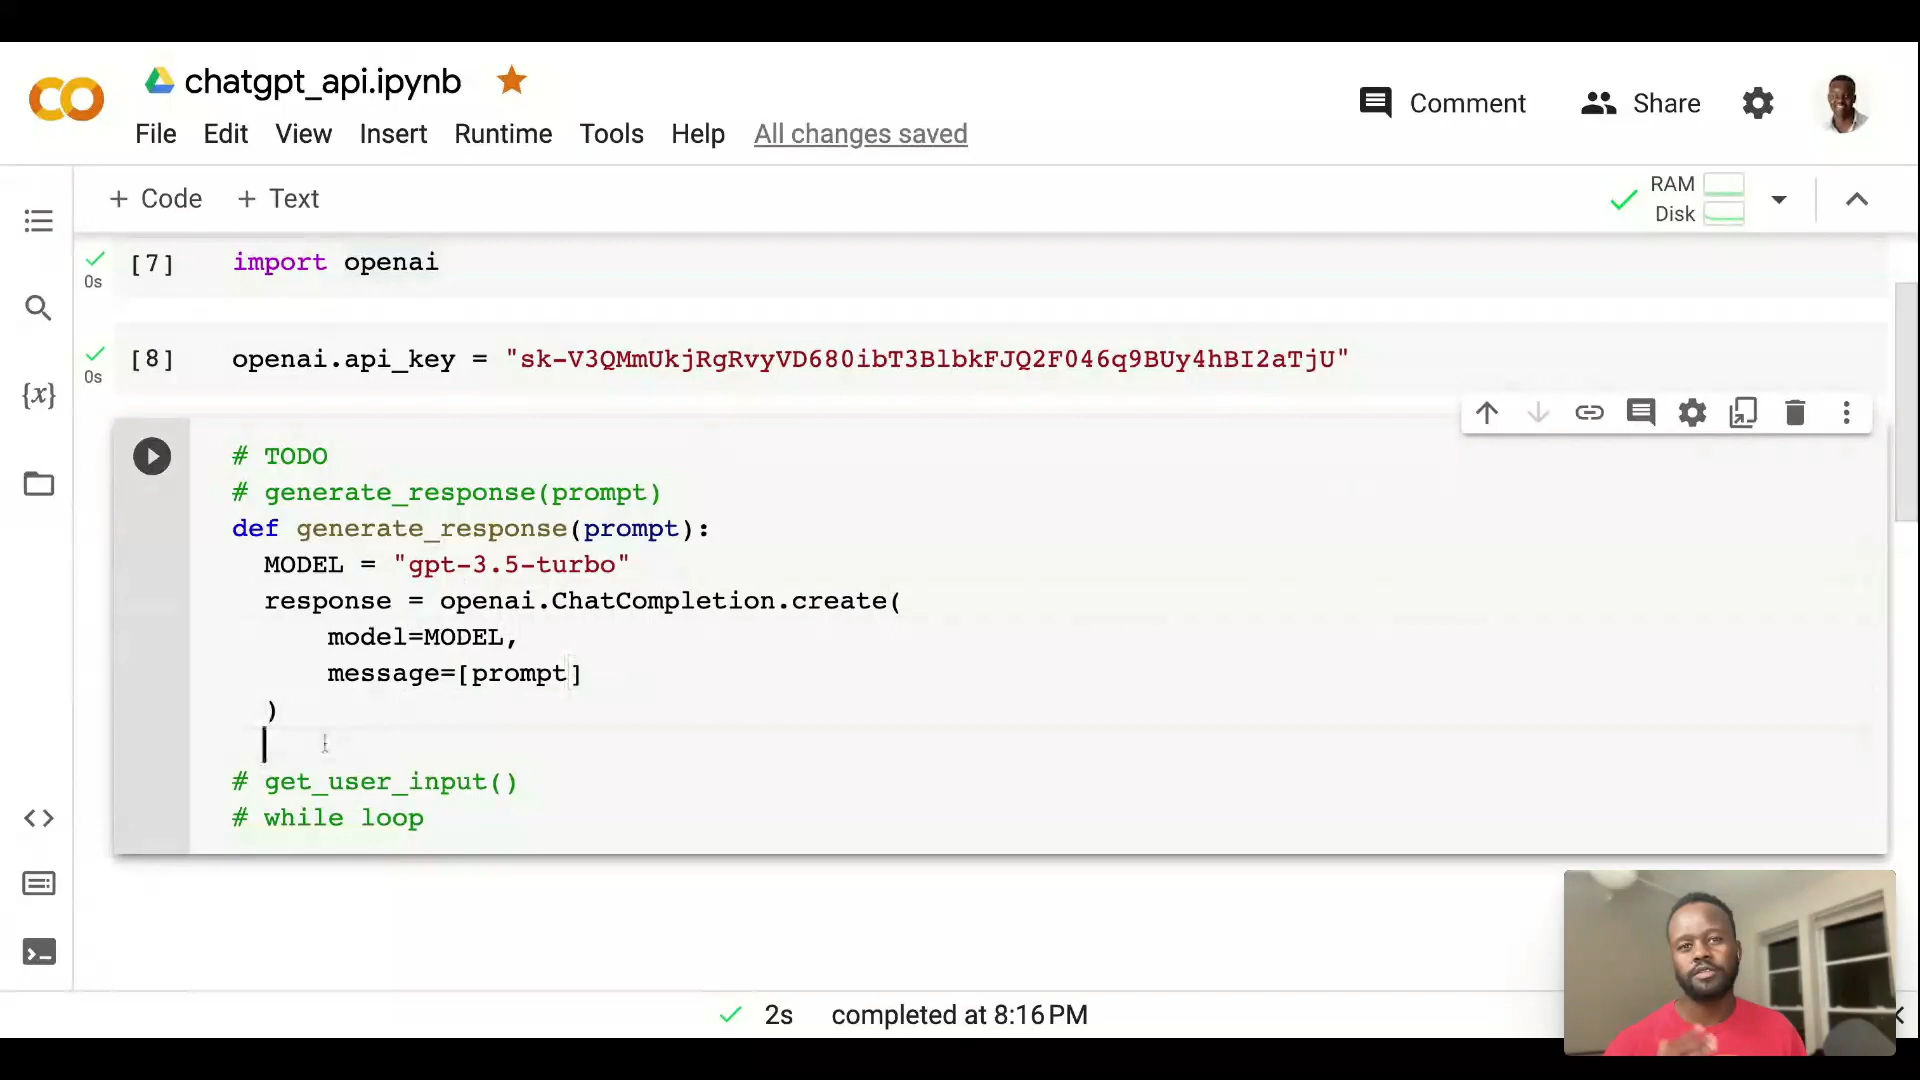 chatgpt_api.ipynb
File Edit View Insert Runtime Tools Help All changes saved
Comment Share
+ Code + Text
RAM
Disk
0s [7] import openai
0s [8] openai.api_key = "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"
# TODO
# generate_response(prompt)
def generate_response(prompt):
MODEL = "gpt-3.5-turbo"
response = openai.ChatCompletion.create(
model=MODEL,
message=[prompt]
)
# get_user_input()
# while loop
{x}
2s completed at 8:16 PM